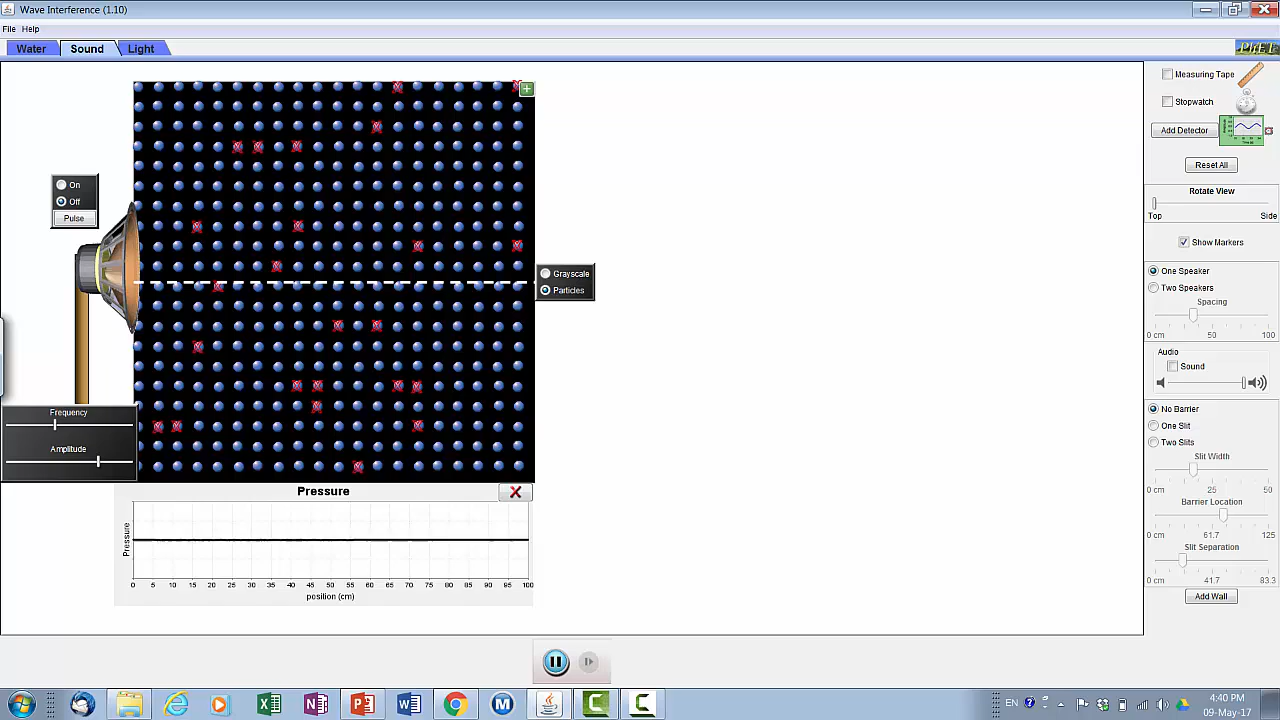 Wave Interference (1.10)
File Help
Water Sound Light
PhET
Measuring Tape
Stopwatch
Add Detector
Reset All
Rotate View
Top Side
Show Markers
One Speaker
Two Speakers
Spacing
0 cm 50 100
Audio
Sound
No Barrier
One Slit
Two Slits
Slit Width
0 cm 25 50
Barrier Location
0 cm 61.7 125
Slit Separation
0 cm 41.7 83.3
Add Wall
On
Off
Pulse
Grayscale
Particles
Frequency
Amplitude
Pressure
Pressure
0 5 10 15 20 25 30 35 40 45 50 55 60 65 70 75 80 85 90 95 100
position (cm)
EN
4:40 PM
09-May-17